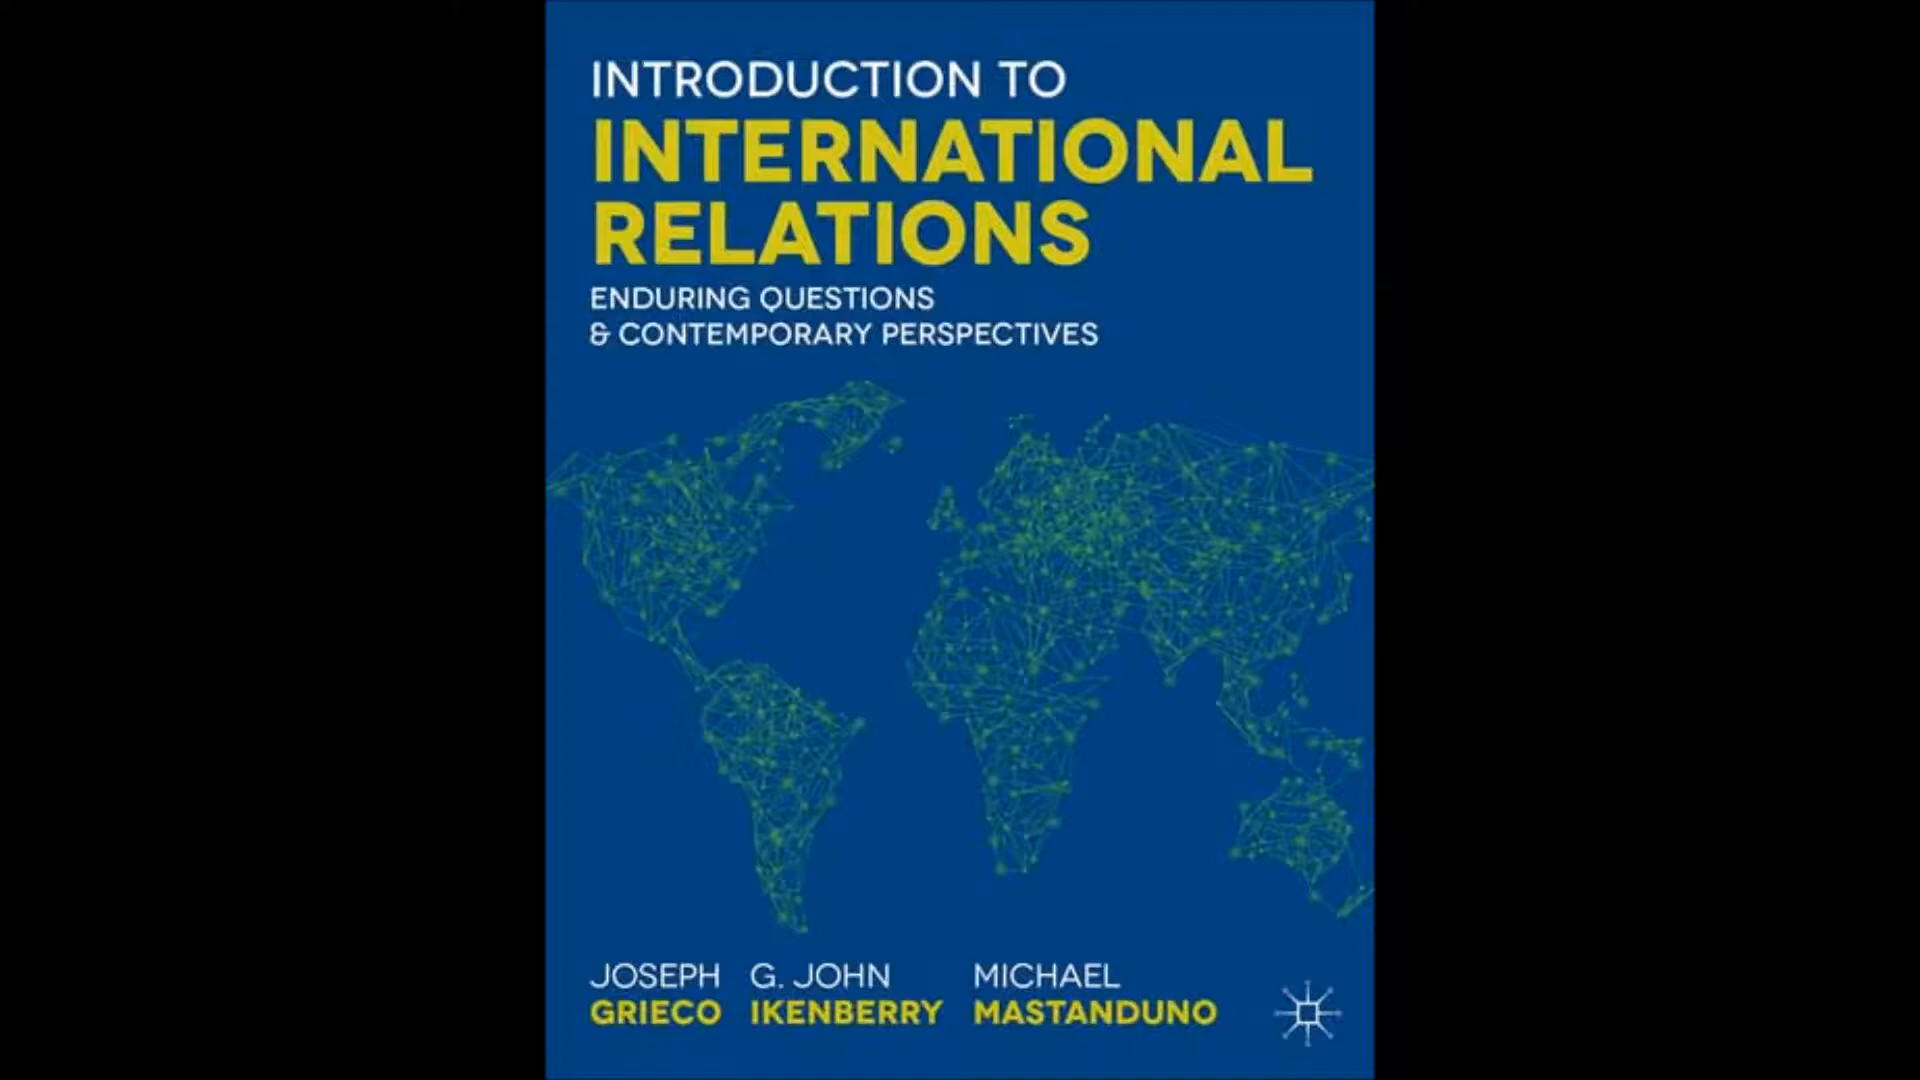 INTRODUCTION TO
INTERNATIONAL
RELATIONS
ENDURING QUESTIONS
& CONTEMPORARY PERSPECTIVES
JOSEPH GRIECO
G. JOHN IKENBERRY
MICHAEL MASTANDUNO